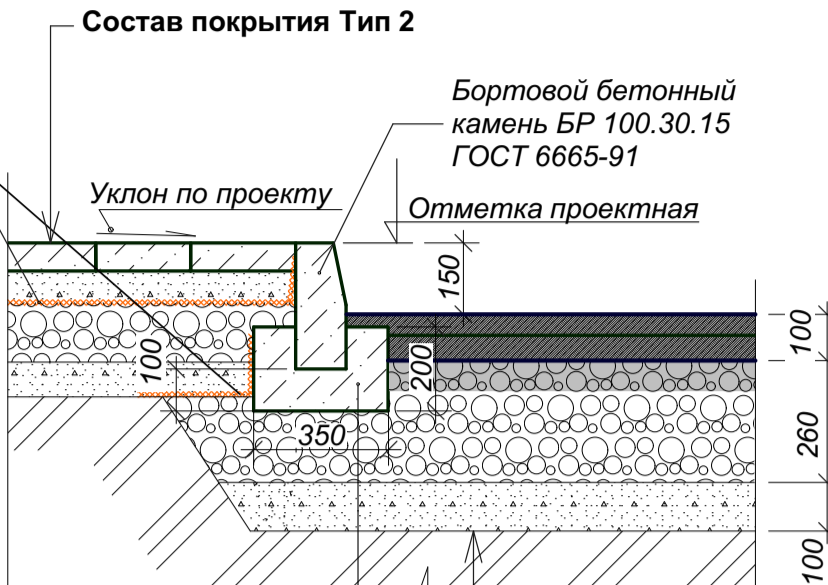 Состав покрытия Тип 2
Бортовой бетонный
камень БР 100.30.15
ГОСТ 6665-91
Уклон по проекту
Отметка проектная
150
100
100
200
350
260
100